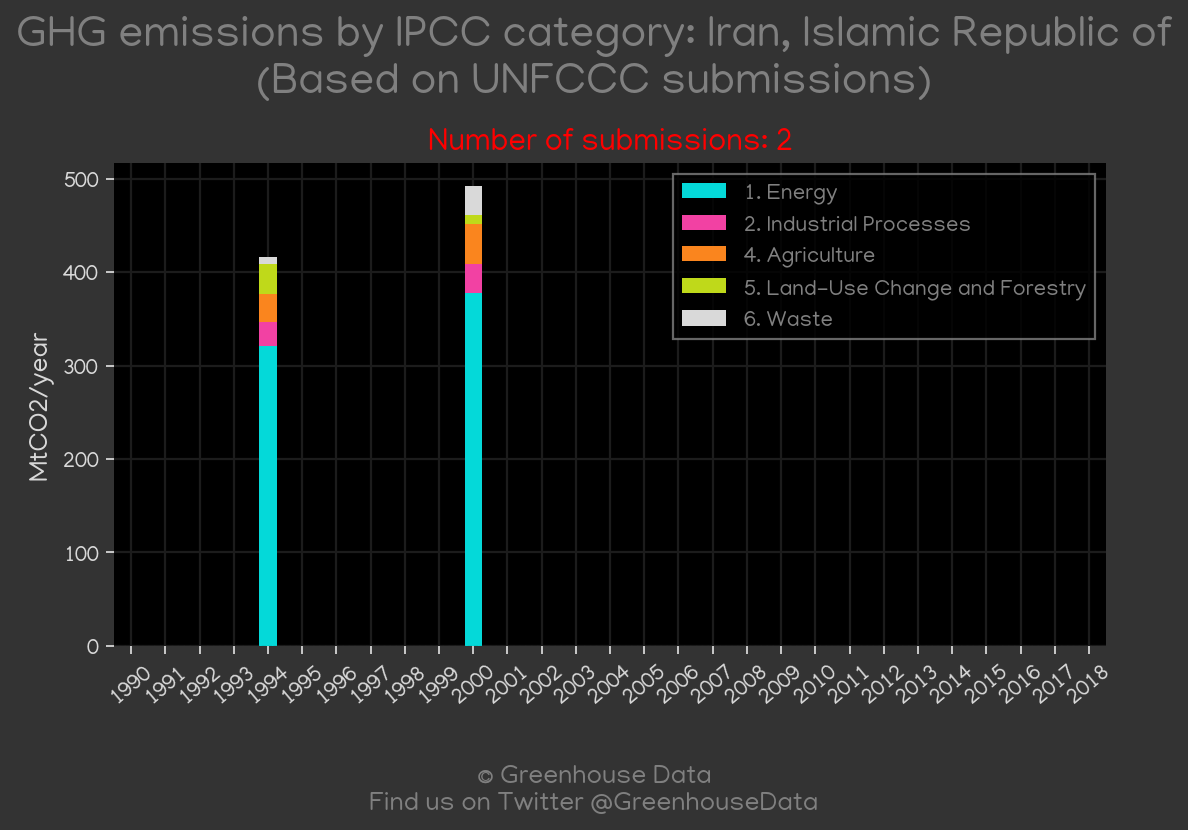 GHG emissions by IPCC category: Iran, Islamic Republic of
(Based on UNFCCC submissions)
Number of submissions: 2
1. Energy
2. Industrial Processes
4. Agriculture
5. Land-Use Change and Forestry
6. Waste
MtCO2/year
500
400
300
200
100
0
1990 1991 1992 1993 1994 1995 1996 1997 1998 1999 2000 2001 2002 2003 2004 2005 2006 2007 2008 2009 2010 2011 2012 2013 2014 2015 2016 2017 2018
© Greenhouse Data
Find us on Twitter @GreenhouseData